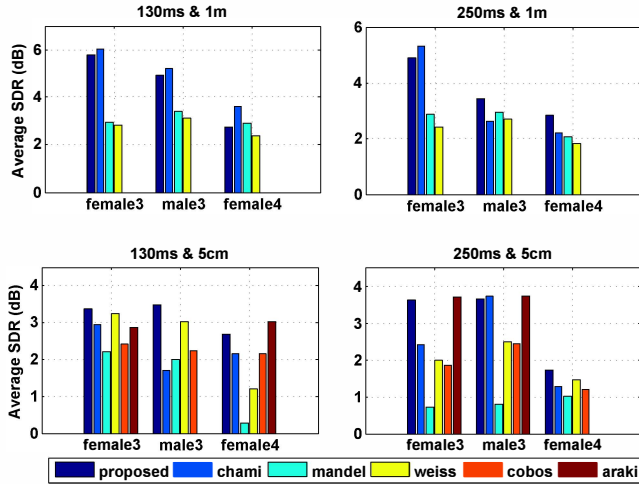 130ms & 1m
250ms & 1m
Average SDR (dB)
6
4
2
0
female3 male3 female4
6
4
2
0
female3 male3 female4
130ms & 5cm
250ms & 5cm
Average SDR (dB)
4
3
2
1
0
female3 male3 female4
4
3
2
1
0
female3 male3 female4
proposed chami mandel weiss cobos araki